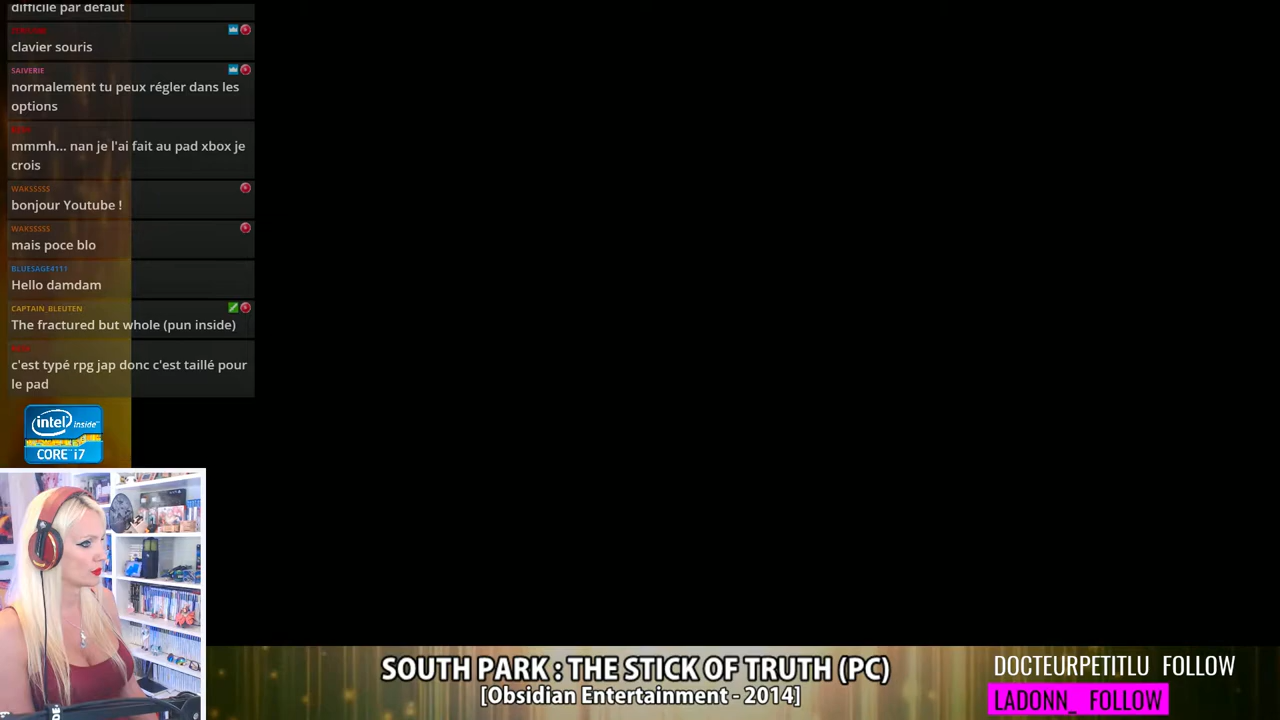 difficile par défaut
clavier souris
SAIVERIE
normalement tu peux régler dans les
options
mmmh... nan je l'ai fait au pad xbox je
crois
WAKSSSSS
bonjour Youtube !
WAKSSSSS
mais poce blo
BLUESAGE4111
Hello damdam
CAPTAIN_BLEUTEN
The fractured but whole (pun inside)
c'est typé rpg jap donc c'est taillé pour
le pad
intel inside™
CORE i7
SOUTH PARK : THE STICK OF TRUTH (PC)
[Obsidian Entertainment - 2014]
DOCTEURPETITLU FOLLOW
LADONN_ FOLLOW